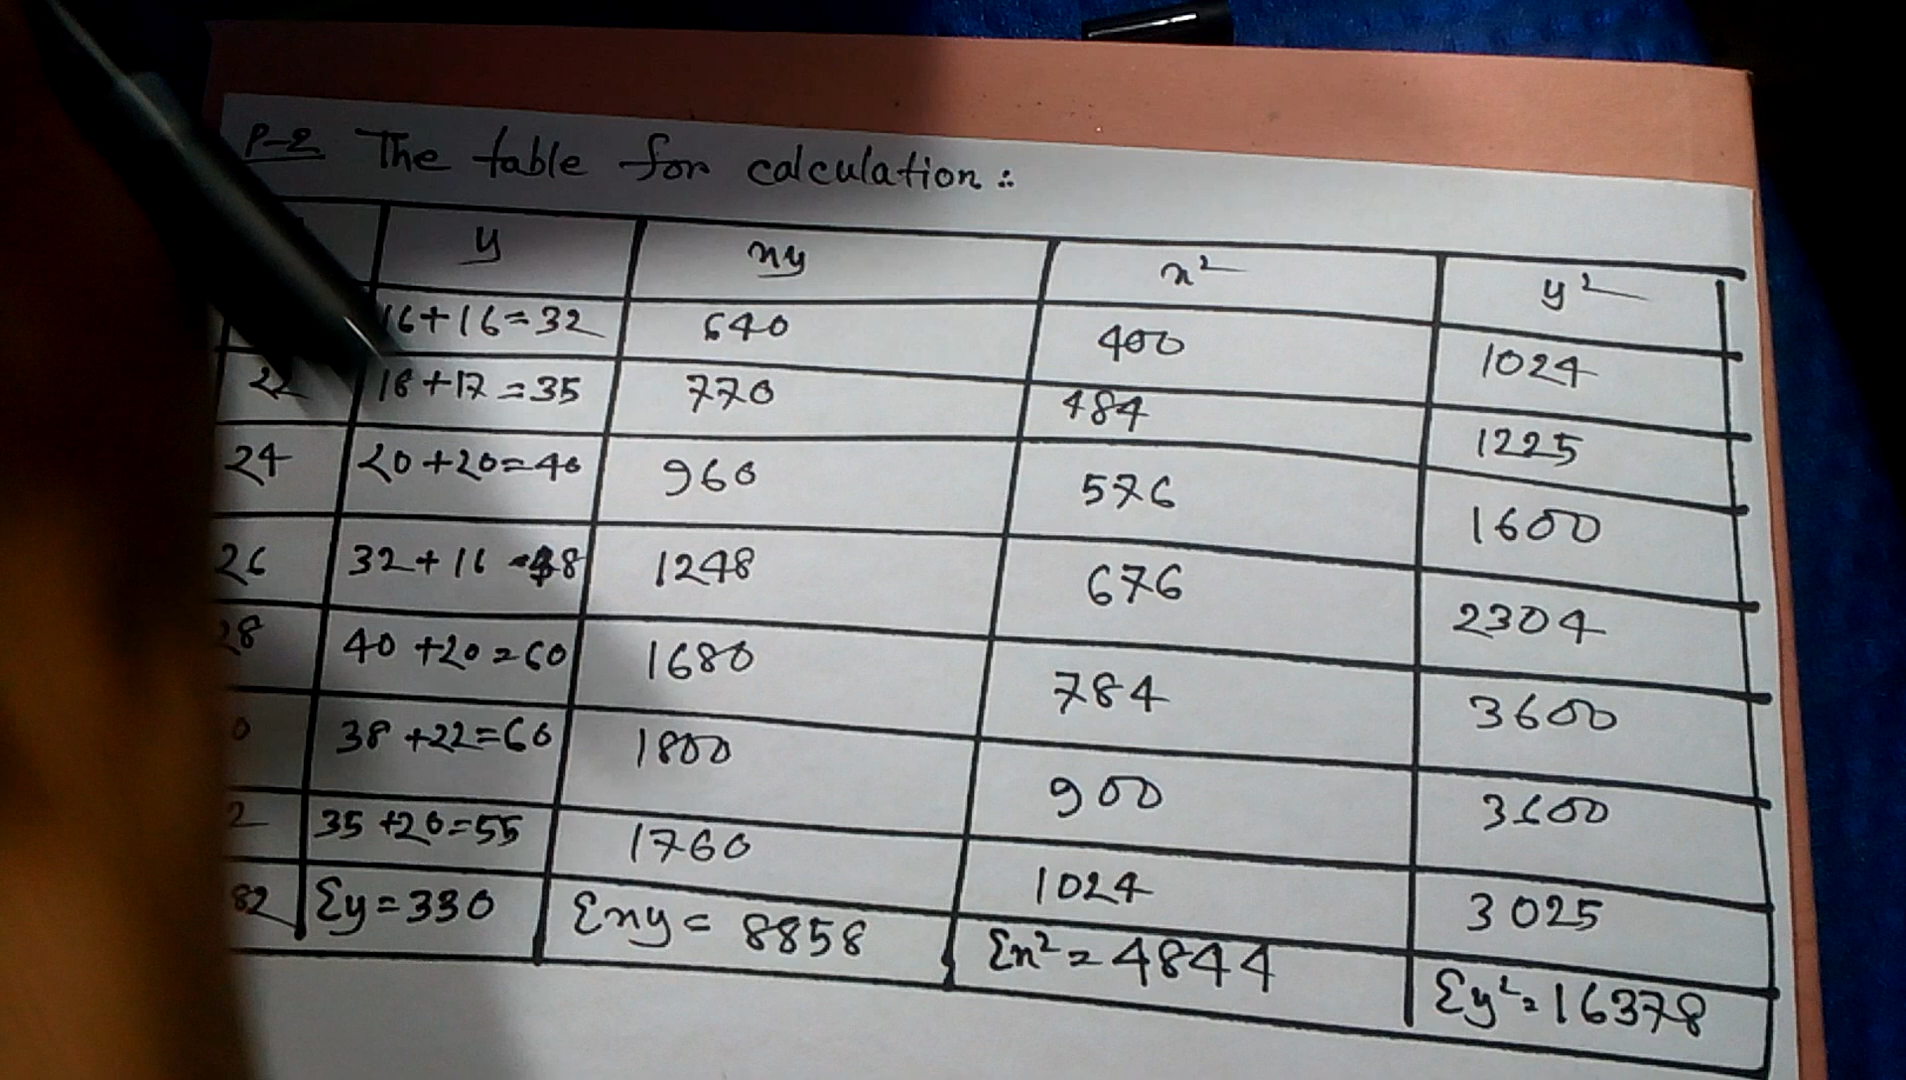 P-2 The table for calculation:
y xy x² y²
16+16=32 640 400 1024
22 18+17=35 770 484 1225
24 20+20=40 960 576 1600
26 32+16=48 1248 676 2304
28 40+20=60 1680 784 3600
0 38+22=60 1800 900 3600
2 35+20=55 1760 1024 3025
82 Σy=330 Σxy=8858 Σx²=4844 Σy²=16378